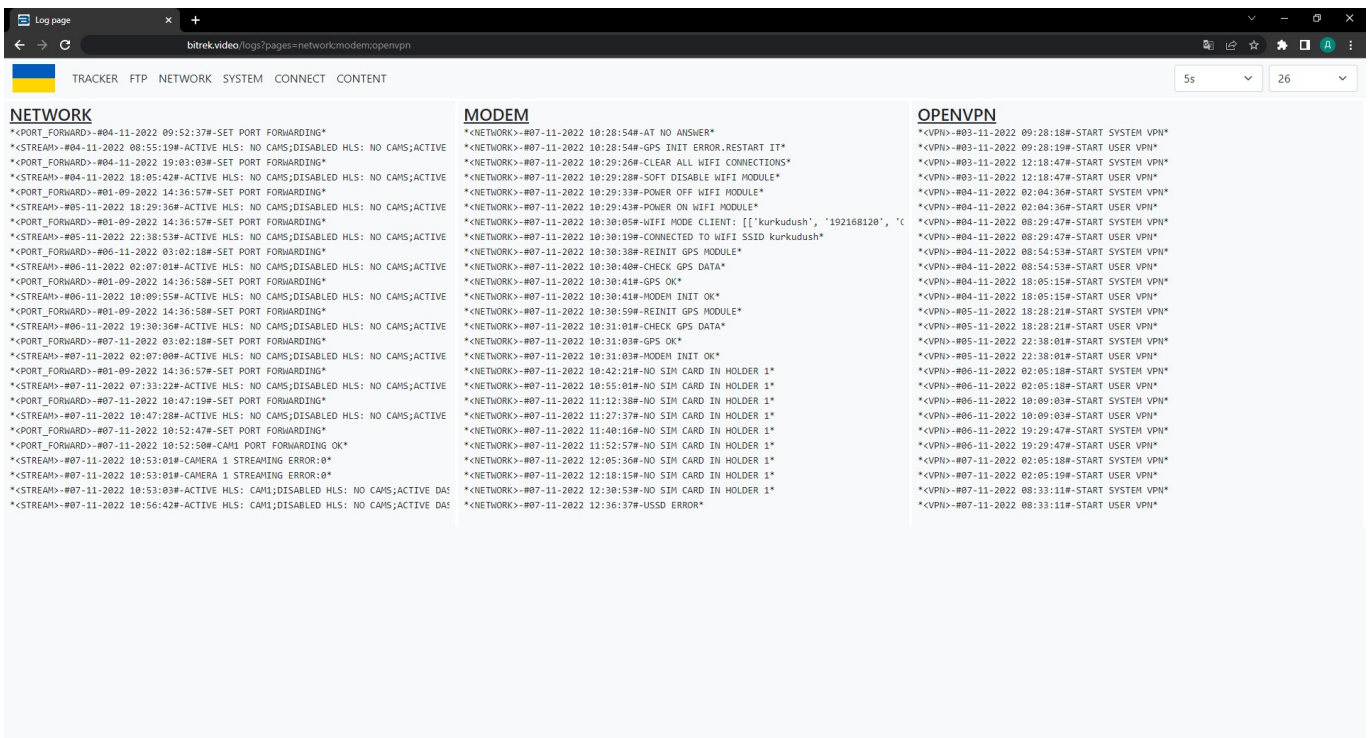 Log page
bitrek.video/logs?pages=network:modem:openvpn
Д
TRACKER FTP NETWORK SYSTEM CONNECT CONTENT
5s
26
NETWORK
*<PORT_FORWARD>-#04-11-2022 09:52:37#-SET PORT FORWARDING*
*<STREAM>-#04-11-2022 08:55:19#-ACTIVE HLS: NO CAMS;DISABLED HLS: NO CAMS;ACTIVE
*<PORT_FORWARD>-#04-11-2022 19:03:03#-SET PORT FORWARDING*
*<STREAM>-#04-11-2022 18:05:42#-ACTIVE HLS: NO CAMS;DISABLED HLS: NO CAMS;ACTIVE
*<PORT_FORWARD>-#01-09-2022 14:36:57#-SET PORT FORWARDING*
*<STREAM>-#05-11-2022 18:29:36#-ACTIVE HLS: NO CAMS;DISABLED HLS: NO CAMS;ACTIVE
*<PORT_FORWARD>-#01-09-2022 14:36:57#-SET PORT FORWARDING*
*<STREAM>-#05-11-2022 22:38:53#-ACTIVE HLS: NO CAMS;DISABLED HLS: NO CAMS;ACTIVE
*<PORT_FORWARD>-#06-11-2022 03:02:18#-SET PORT FORWARDING*
*<STREAM>-#06-11-2022 02:07:01#-ACTIVE HLS: NO CAMS;DISABLED HLS: NO CAMS;ACTIVE
*<PORT_FORWARD>-#01-09-2022 14:36:58#-SET PORT FORWARDING*
*<STREAM>-#06-11-2022 10:09:55#-ACTIVE HLS: NO CAMS;DISABLED HLS: NO CAMS;ACTIVE
*<PORT_FORWARD>-#01-09-2022 14:36:58#-SET PORT FORWARDING*
*<STREAM>-#06-11-2022 19:30:36#-ACTIVE HLS: NO CAMS;DISABLED HLS: NO CAMS;ACTIVE
*<PORT_FORWARD>-#07-11-2022 03:02:18#-SET PORT FORWARDING*
*<STREAM>-#07-11-2022 02:07:00#-ACTIVE HLS: NO CAMS;DISABLED HLS: NO CAMS;ACTIVE
*<PORT_FORWARD>-#01-09-2022 14:36:57#-SET PORT FORWARDING*
*<STREAM>-#07-11-2022 07:33:22#-ACTIVE HLS: NO CAMS;DISABLED HLS: NO CAMS;ACTIVE
*<PORT_FORWARD>-#07-11-2022 10:47:19#-SET PORT FORWARDING*
*<STREAM>-#07-11-2022 10:47:28#-ACTIVE HLS: NO CAMS;DISABLED HLS: NO CAMS;ACTIVE
*<PORT_FORWARD>-#07-11-2022 10:52:47#-SET PORT FORWARDING*
*<PORT_FORWARD>-#07-11-2022 10:52:50#-CAM1 PORT FORWARDING OK*
*<STREAM>-#07-11-2022 10:53:01#-CAMERA 1 STREAMING ERROR:0*
*<STREAM>-#07-11-2022 10:53:01#-CAMERA 1 STREAMING ERROR:0*
*<STREAM>-#07-11-2022 10:53:03#-ACTIVE HLS: CAM1;DISABLED HLS: NO CAMS;ACTIVE DAS
*<STREAM>-#07-11-2022 10:56:42#-ACTIVE HLS: CAM1;DISABLED HLS: NO CAMS;ACTIVE DAS
MODEM
*<NETWORK>-#07-11-2022 10:28:54#-AT NO ANSWER*
*<NETWORK>-#07-11-2022 10:28:54#-GPS INIT ERROR.RESTART IT*
*<NETWORK>-#07-11-2022 10:29:26#-CLEAR ALL WIFI CONNECTIONS*
*<NETWORK>-#07-11-2022 10:29:28#-SOFT DISABLE WIFI MODULE*
*<NETWORK>-#07-11-2022 10:29:33#-POWER OFF WIFI MODULE*
*<NETWORK>-#07-11-2022 10:29:43#-POWER ON WIFI MODULE*
*<NETWORK>-#07-11-2022 10:30:05#-WIFI MODE CLIENT: [['kurkudush', '192168120',
*<NETWORK>-#07-11-2022 10:30:19#-CONNECTED TO WIFI SSID kurkudush*
*<NETWORK>-#07-11-2022 10:30:38#-REINIT GPS MODULE*
*<NETWORK>-#07-11-2022 10:30:40#-CHECK GPS DATA*
*<NETWORK>-#07-11-2022 10:30:41#-GPS OK*
*<NETWORK>-#07-11-2022 10:30:41#-MODEM INIT OK*
*<NETWORK>-#07-11-2022 10:30:59#-REINIT GPS MODULE*
*<NETWORK>-#07-11-2022 10:31:01#-CHECK GPS DATA*
*<NETWORK>-#07-11-2022 10:31:03#-GPS OK*
*<NETWORK>-#07-11-2022 10:31:03#-MODEM INIT OK*
*<NETWORK>-#07-11-2022 10:42:21#-NO SIM CARD IN HOLDER 1*
*<NETWORK>-#07-11-2022 10:55:01#-NO SIM CARD IN HOLDER 1*
*<NETWORK>-#07-11-2022 11:12:38#-NO SIM CARD IN HOLDER 1*
*<NETWORK>-#07-11-2022 11:27:37#-NO SIM CARD IN HOLDER 1*
*<NETWORK>-#07-11-2022 11:40:16#-NO SIM CARD IN HOLDER 1*
*<NETWORK>-#07-11-2022 11:52:57#-NO SIM CARD IN HOLDER 1*
*<NETWORK>-#07-11-2022 12:05:36#-NO SIM CARD IN HOLDER 1*
*<NETWORK>-#07-11-2022 12:18:15#-NO SIM CARD IN HOLDER 1*
*<NETWORK>-#07-11-2022 12:30:53#-NO SIM CARD IN HOLDER 1*
*<NETWORK>-#07-11-2022 12:36:37#-USSD ERROR*
OPENVPN
*<VPN>-#03-11-2022 09:28:18#-START SYSTEM VPN*
*<VPN>-#03-11-2022 09:28:19#-START USER VPN*
*<VPN>-#03-11-2022 12:18:47#-START SYSTEM VPN*
*<VPN>-#03-11-2022 12:18:47#-START USER VPN*
*<VPN>-#04-11-2022 02:04:36#-START SYSTEM VPN*
*<VPN>-#04-11-2022 02:04:36#-START USER VPN*
*<VPN>-#04-11-2022 08:29:47#-START SYSTEM VPN*
*<VPN>-#04-11-2022 08:29:47#-START USER VPN*
*<VPN>-#04-11-2022 08:54:53#-START SYSTEM VPN*
*<VPN>-#04-11-2022 08:54:53#-START USER VPN*
*<VPN>-#04-11-2022 18:05:15#-START SYSTEM VPN*
*<VPN>-#04-11-2022 18:05:15#-START USER VPN*
*<VPN>-#05-11-2022 18:28:21#-START SYSTEM VPN*
*<VPN>-#05-11-2022 18:28:21#-START USER VPN*
*<VPN>-#05-11-2022 22:38:01#-START SYSTEM VPN*
*<VPN>-#05-11-2022 22:38:01#-START USER VPN*
*<VPN>-#06-11-2022 02:05:18#-START SYSTEM VPN*
*<VPN>-#06-11-2022 02:05:18#-START USER VPN*
*<VPN>-#06-11-2022 10:09:03#-START SYSTEM VPN*
*<VPN>-#06-11-2022 10:09:03#-START USER VPN*
*<VPN>-#06-11-2022 19:29:47#-START SYSTEM VPN*
*<VPN>-#06-11-2022 19:29:47#-START USER VPN*
*<VPN>-#07-11-2022 02:05:18#-START SYSTEM VPN*
*<VPN>-#07-11-2022 02:05:19#-START USER VPN*
*<VPN>-#07-11-2022 08:33:11#-START SYSTEM VPN*
*<VPN>-#07-11-2022 08:33:11#-START USER VPN*